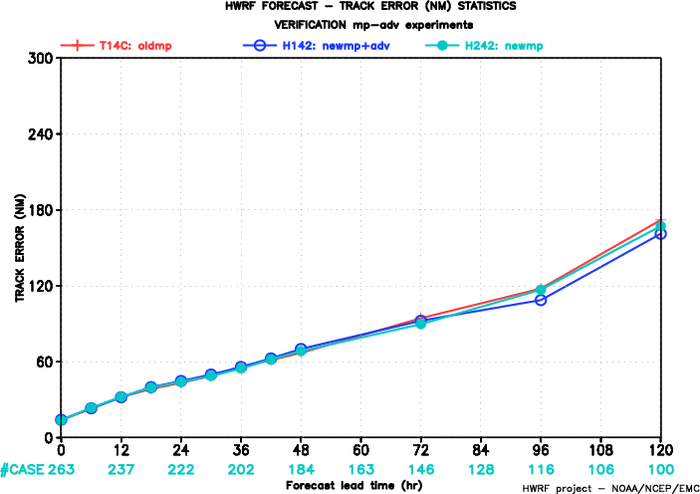 HWRF FORECAST - TRACK ERROR (NM) STATISTICS
VERIFICATION mp-adv experiments
T14C: oldmp H142: newmp+adv H242: newmp
300
240
180
120
60
0
TRACK ERROR (NM)
0 12 24 36 48 60 72 84 96 108 120
#CASE 263 237 222 202 184 163 146 128 116 106 100
Forecast lead time (hr)
HWRF project - NOAA/NCEP/EMC